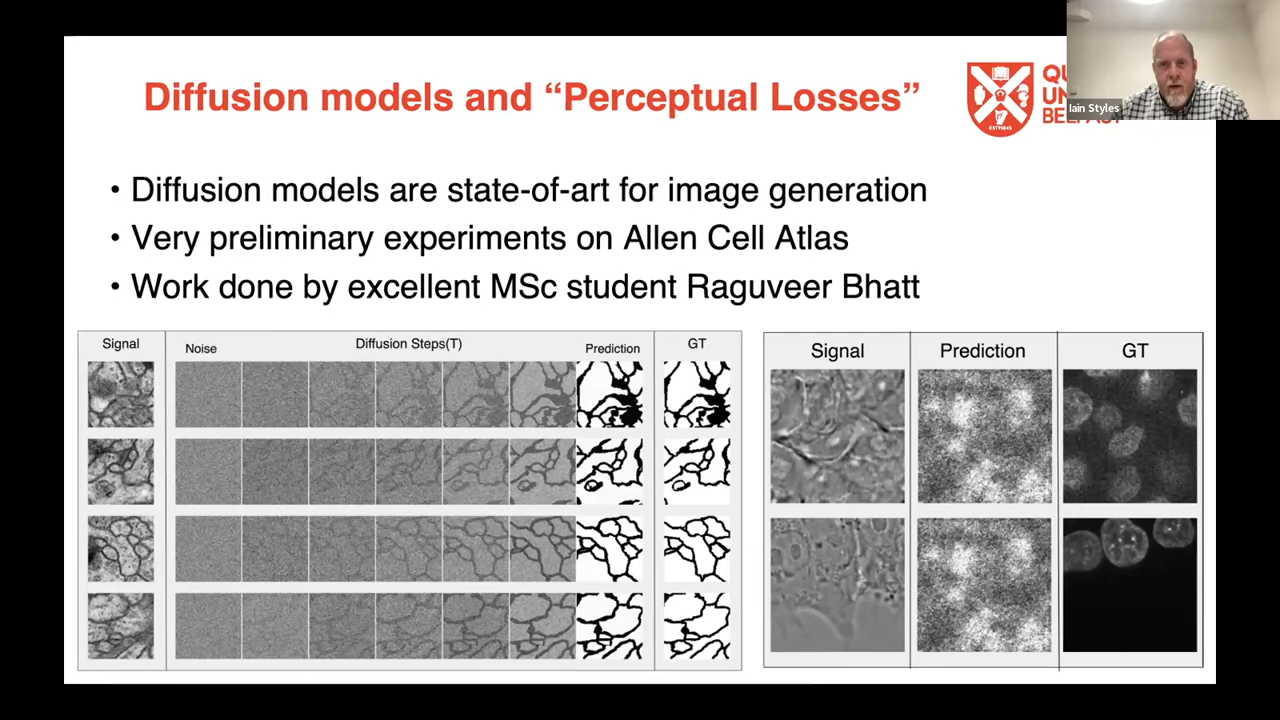 Diffusion models and “Perceptual Losses”
Iain Styles
• Diffusion models are state-of-art for image generation
• Very preliminary experiments on Allen Cell Atlas
• Work done by excellent MSc student Raguveer Bhatt
Signal
Noise
Diffusion Steps(T)
Prediction
GT
Signal
Prediction
GT